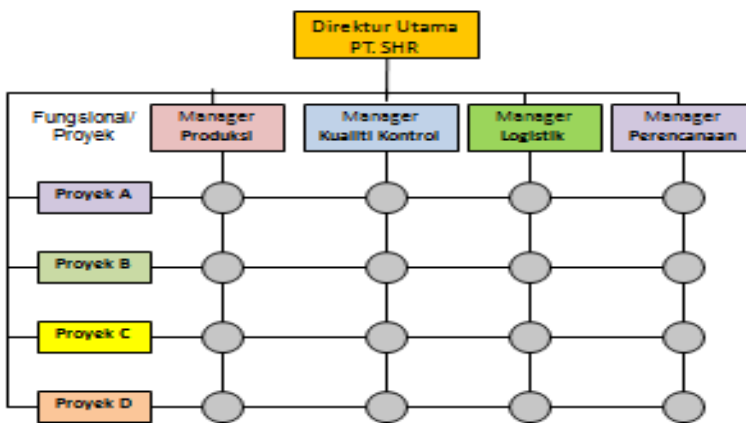 Direktur Utama
PT. SHR
Fungsional/
Proyek
Manager
Produksi
Manager
Kualiti Kontrol
Manager
Logistik
Manager
Perencanaan
Proyek A
Proyek B
Proyek C
Proyek D